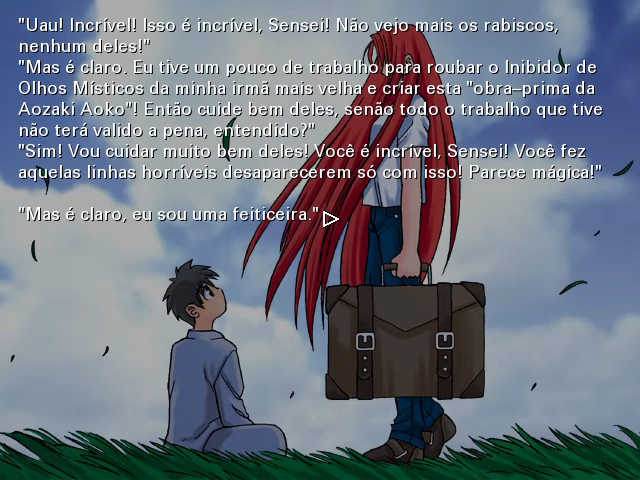 "Uau! Incrível! Isso é incrível, Sensei! Não vejo mais os rabiscos,
nenhum deles!"
"Mas é claro. Eu tive um pouco de trabalho para roubar o Inibidor de
Olhos Místicos da minha irmã mais velha e criar esta "obra-prima da
Aozaki Aoko"! Então cuide bem deles, senão todo o trabalho que tive
não terá valido a pena, entendido?"
"Sim! Vou cuidar muito bem deles! Você é incrível, Sensei! Você fez
aquelas linhas horríveis desaparecerem só com isso! Parece mágica!"
"Mas é claro, eu sou uma feiticeira."